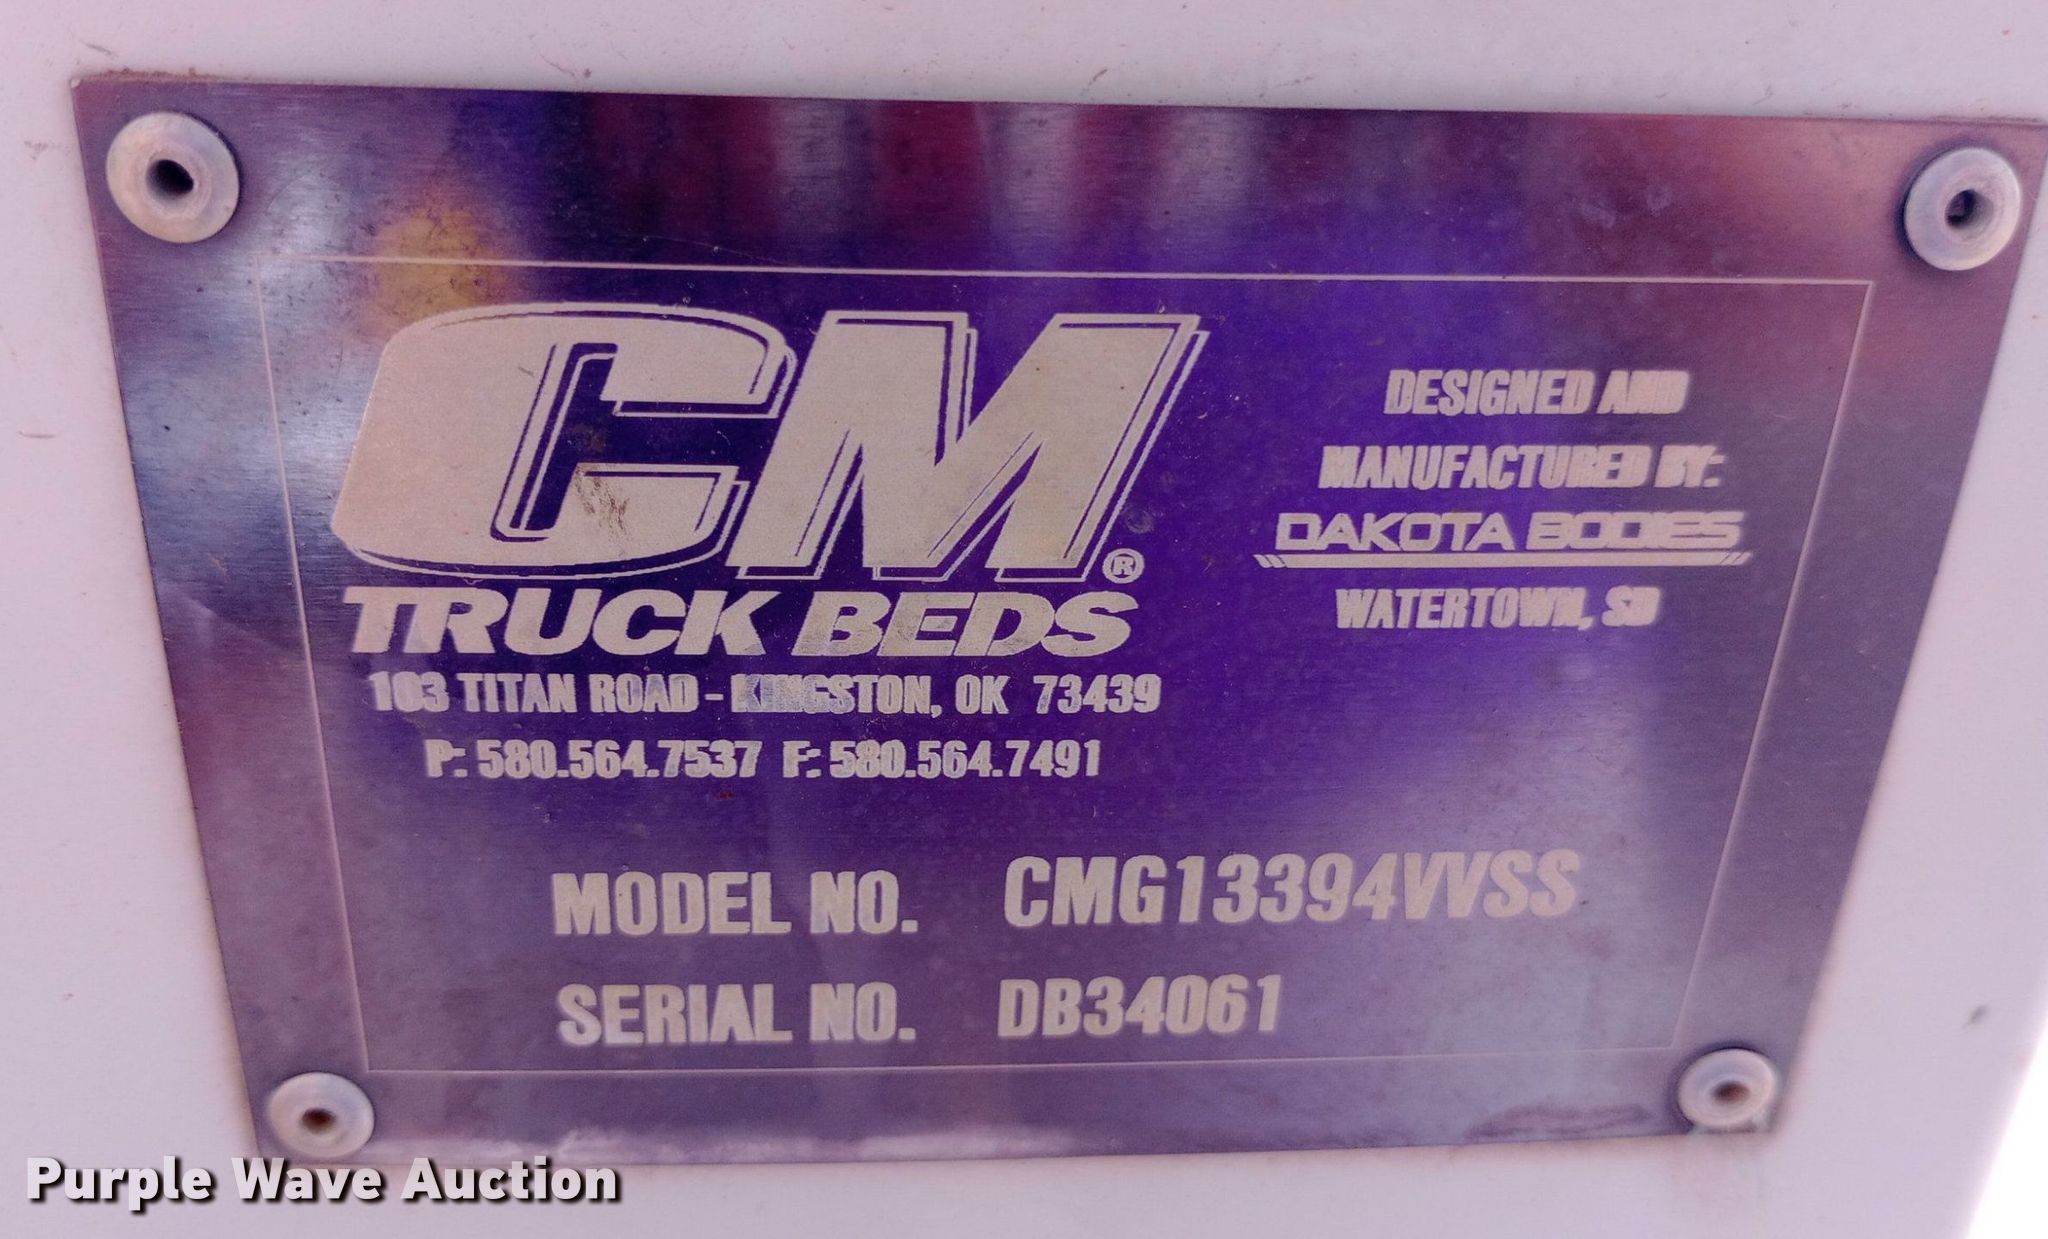 CM®
TRUCK BEDS
103 TITAN ROAD - KINGSTON, OK 73439
P: 580.564.7537 F: 580.564.7491
DESIGNED AND
MANUFACTURED BY:
DAKOTA BODIES
WATERTOWN, SD
MODEL NO. CMG13394VVSS
SERIAL NO. DB34061
Purple Wave Auction